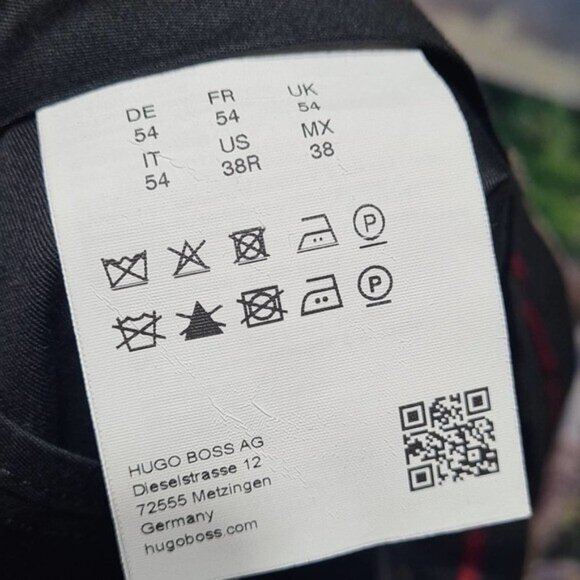 DE FR UK
54 54 54
IT US MX
54 38R 38
P
P
HUGO BOSS AG
Dieselstrasse 12
72555 Metzingen
Germany
hugoboss.com